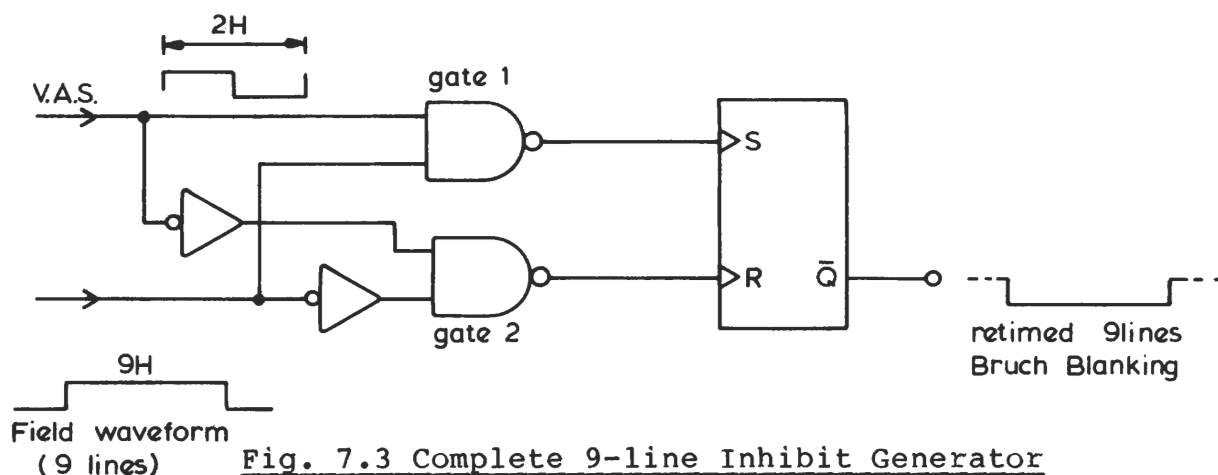 2H
V.A.S.
gate 1
S
R
Q̅
gate 2
retimed 9lines
Bruch Blanking
9H
Field waveform
(9 lines)
Fig. 7.3 Complete 9-line Inhibit Generator